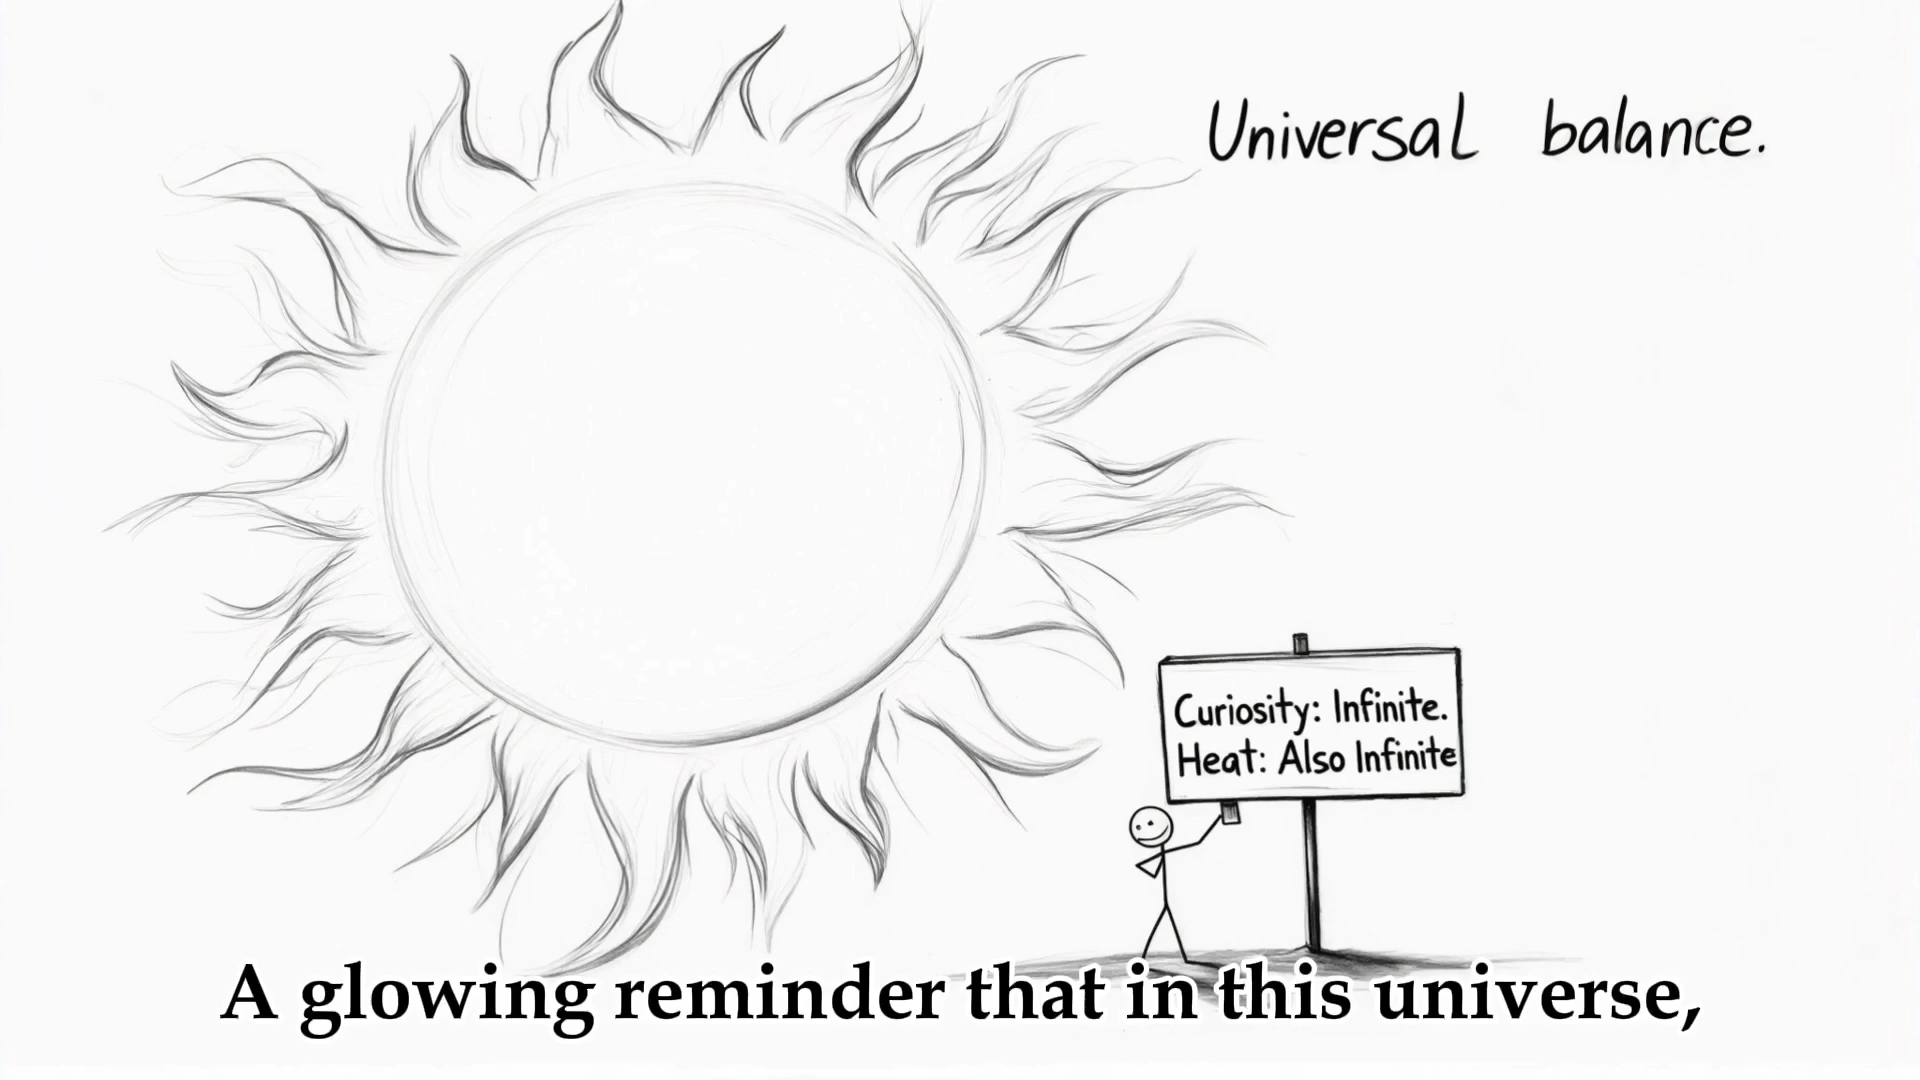 Universal balance.
Curiosity: Infinite.
Heat: Also Infinite
A glowing reminder that in this universe,